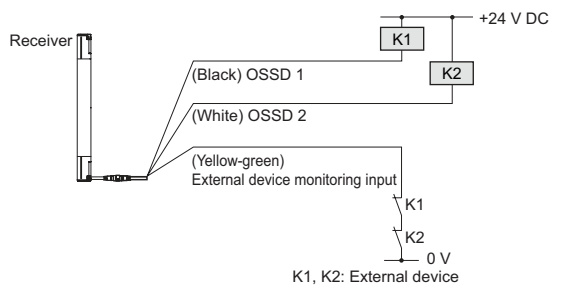 +24 V DC
Receiver
K1
K2
(Black) OSSD 1
(White) OSSD 2
(Yellow-green)
External device monitoring input
K1
K2
0 V
K1, K2: External device